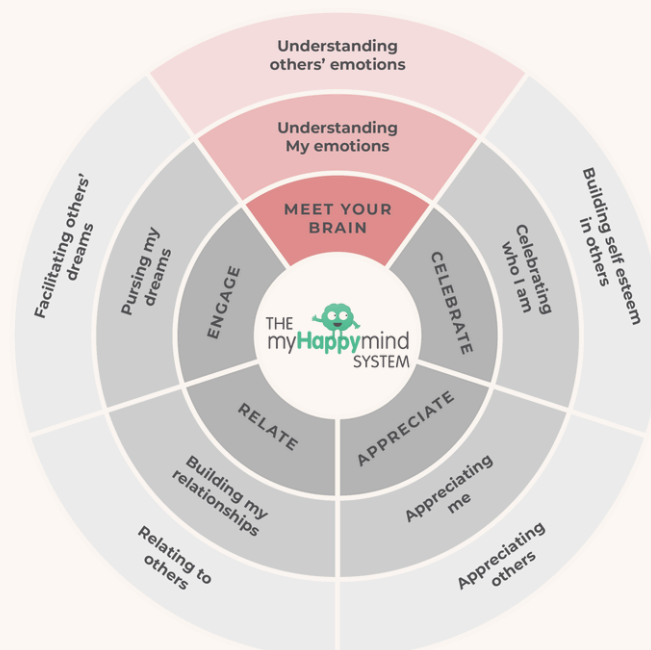 Understanding
others' emotions
Understanding
My emotions
MEET YOUR
BRAIN
Building self esteem
in others
Celebrating
who I am
CELEBRATE
Appreciating
others
Appreciating
me
APPRECIATE
Relating to
others
Building my
relationships
RELATE
Facilitating others'
dreams
Pursing my
dreams
ENGAGE
THE
myHappymind
SYSTEM